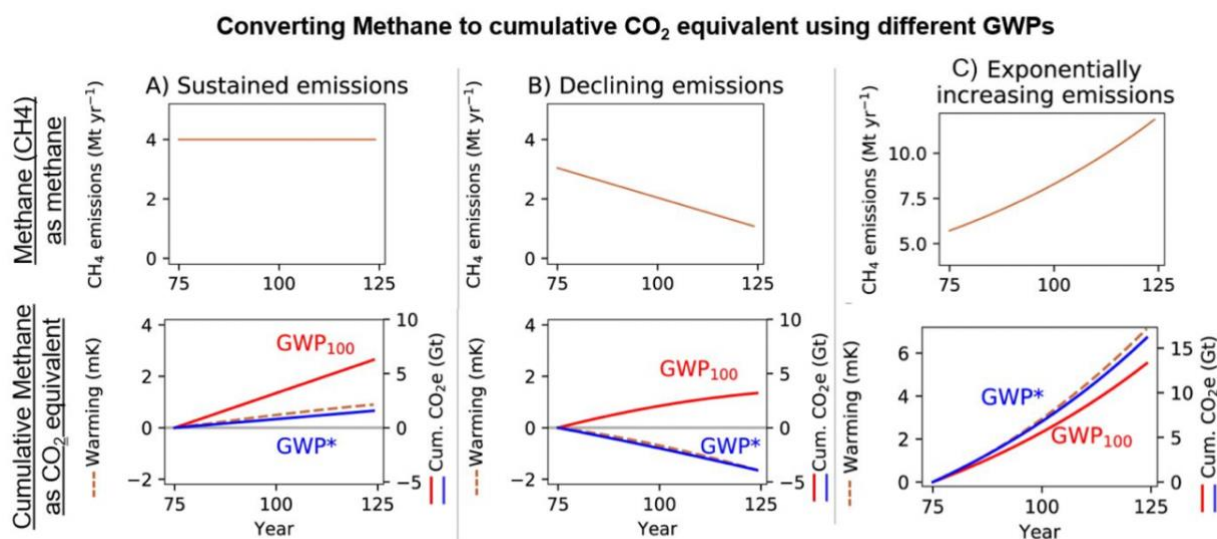 Converting Methane to cumulative CO₂ equivalent using different GWPs
Methane (CH4)
as methane
A) Sustained emissions
CH₄ emissions (Mt yr⁻¹)
4
2
0
75 100 125
B) Declining emissions
CH₄ emissions (Mt yr⁻¹)
4
2
0
75 100 125
C) Exponentially
increasing emissions
CH₄ emissions (Mt yr⁻¹)
10.0
7.5
5.0
75 100 125
Cumulative Methane
as CO₂ equivalent
Warming (mK)
4
2
0
−2
GWP₁₀₀
GWP*
10
5
0
−5
Cum. CO₂e (Gt)
75 100 125
Year
Warming (mK)
4
2
0
−2
GWP₁₀₀
GWP*
10
5
0
−5
Cum. CO₂e (Gt)
75 100 125
Year
Warming (mK)
6
4
2
0
GWP*
GWP₁₀₀
15
10
5
0
Cum. CO₂e (Gt)
75 100 125
Year